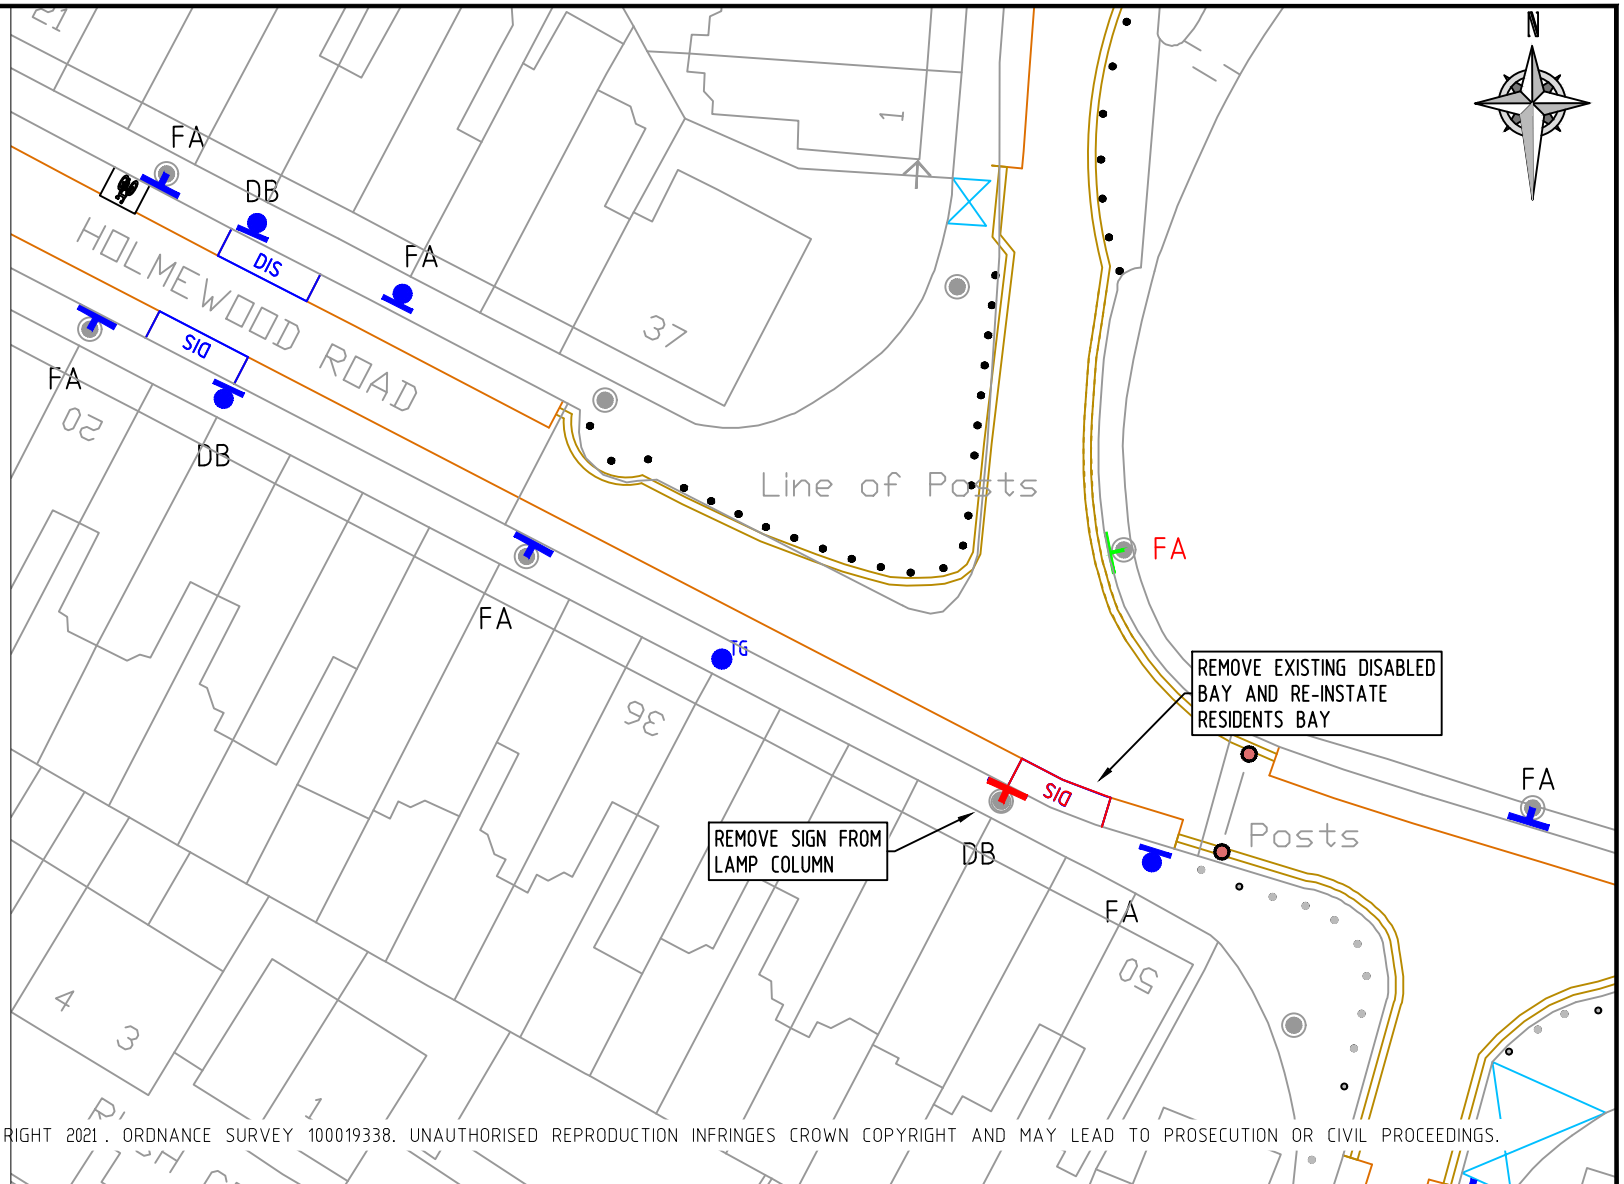 21
N
1
FA
DB
FA
DIS
HOLMEWOOD ROAD
37
DIS
FA
20
DB
Line of Posts
FA
FA
TG
36
REMOVE EXISTING DISABLED
BAY AND RE-INSTATE
RESIDENTS BAY
DIS
FA
REMOVE SIGN FROM
LAMP COLUMN
DB
Posts
FA
50
4
3
1
RIGHT 2021. ORDNANCE SURVEY 100019338. UNAUTHORISED REPRODUCTION INFRINGES CROWN COPYRIGHT AND MAY LEAD TO PROSECUTION OR CIVIL PROCEEDINGS.